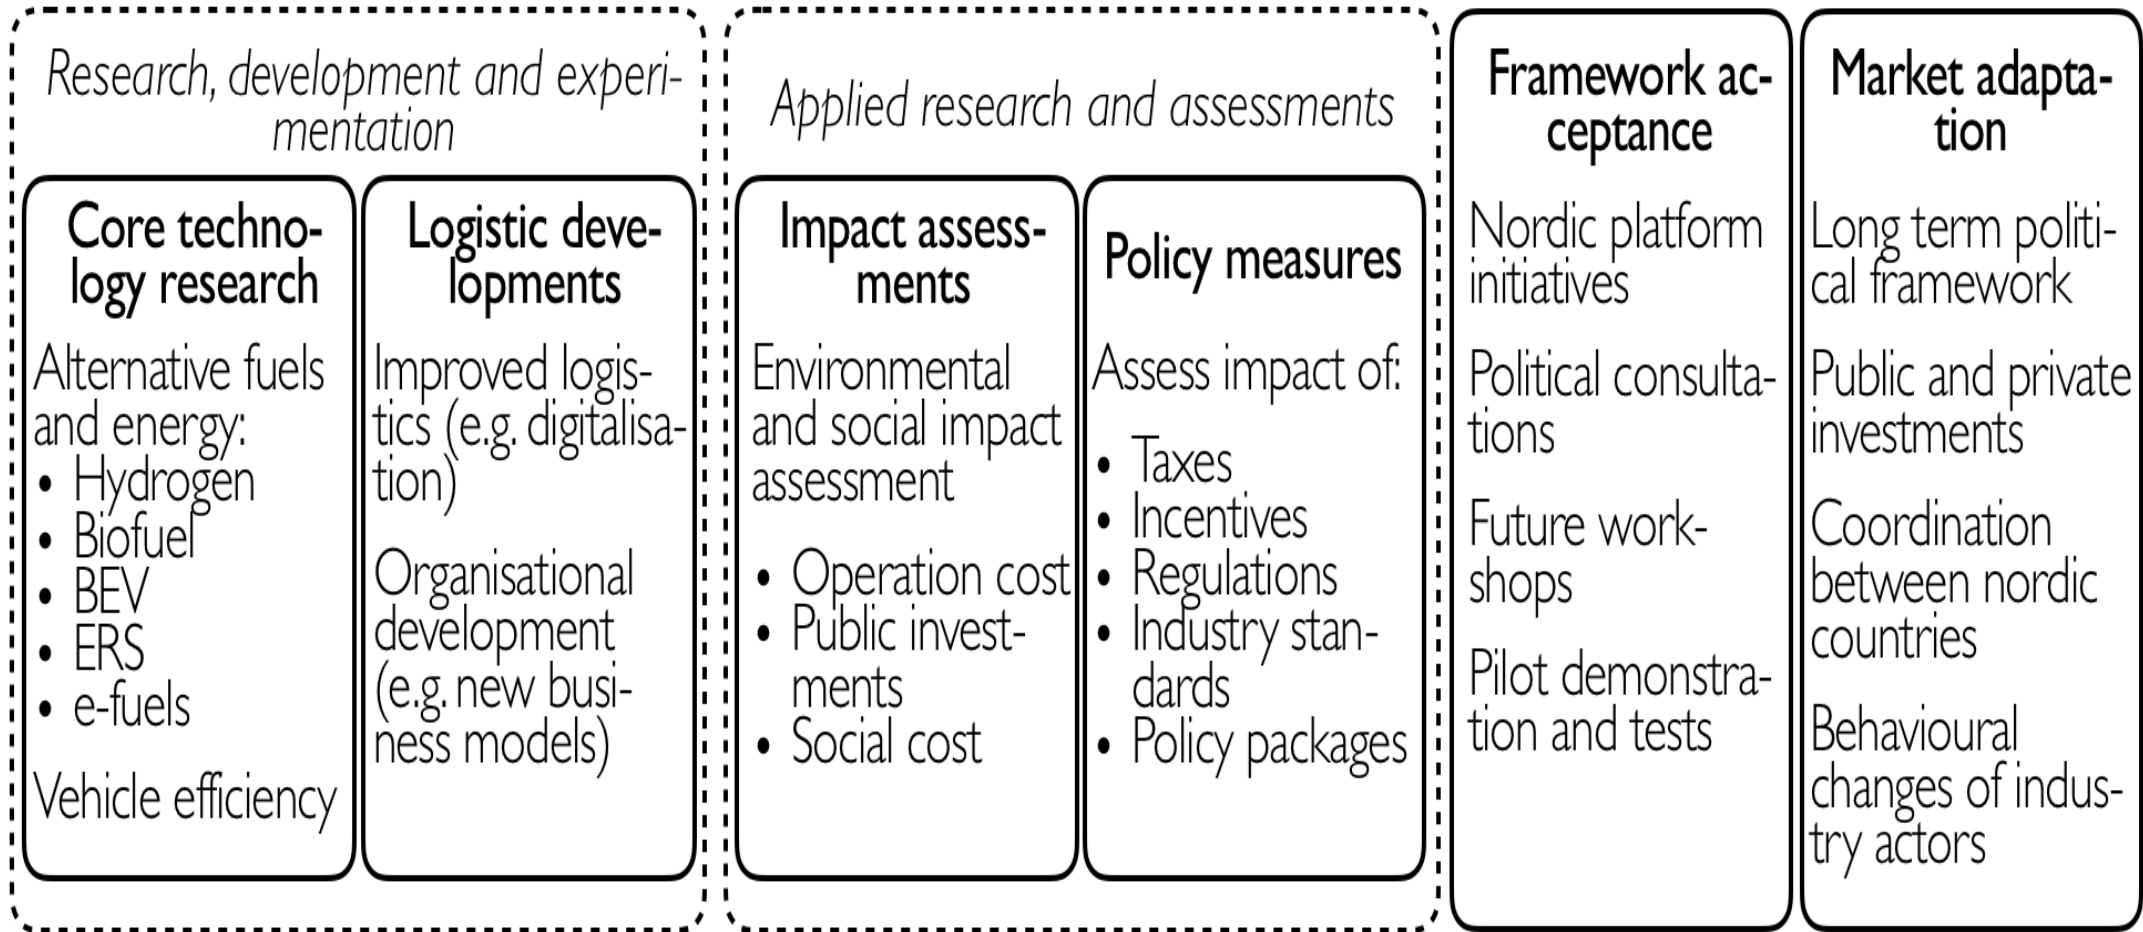 Research, development and experi-
mentation
Core techno-
logy research
Alternative fuels
and energy:
• Hydrogen
• Biofuel
• BEV
• ERS
• e-fuels
Vehicle efficiency
Logistic deve-
lopments
Improved logis-
tics (e.g. digitalisa-
tion)
Organisational
development
(e.g. new busi-
ness models)
Applied research and assessments
Impact assess-
ments
Environmental
and social impact
assessment
• Operation cost
• Public invest-
ments
• Social cost
Policy measures
Assess impact of:
• Taxes
• Incentives
• Regulations
• Industry stan-
dards
• Policy packages
Framework ac-
ceptance
Nordic platform
initiatives
Political consulta-
tions
Future work-
shops
Pilot demonstra-
tion and tests
Market adapta-
tion
Long term politi-
cal framework
Public and private
investments
Coordination
between nordic
countries
Behavioural
changes of indus-
try actors